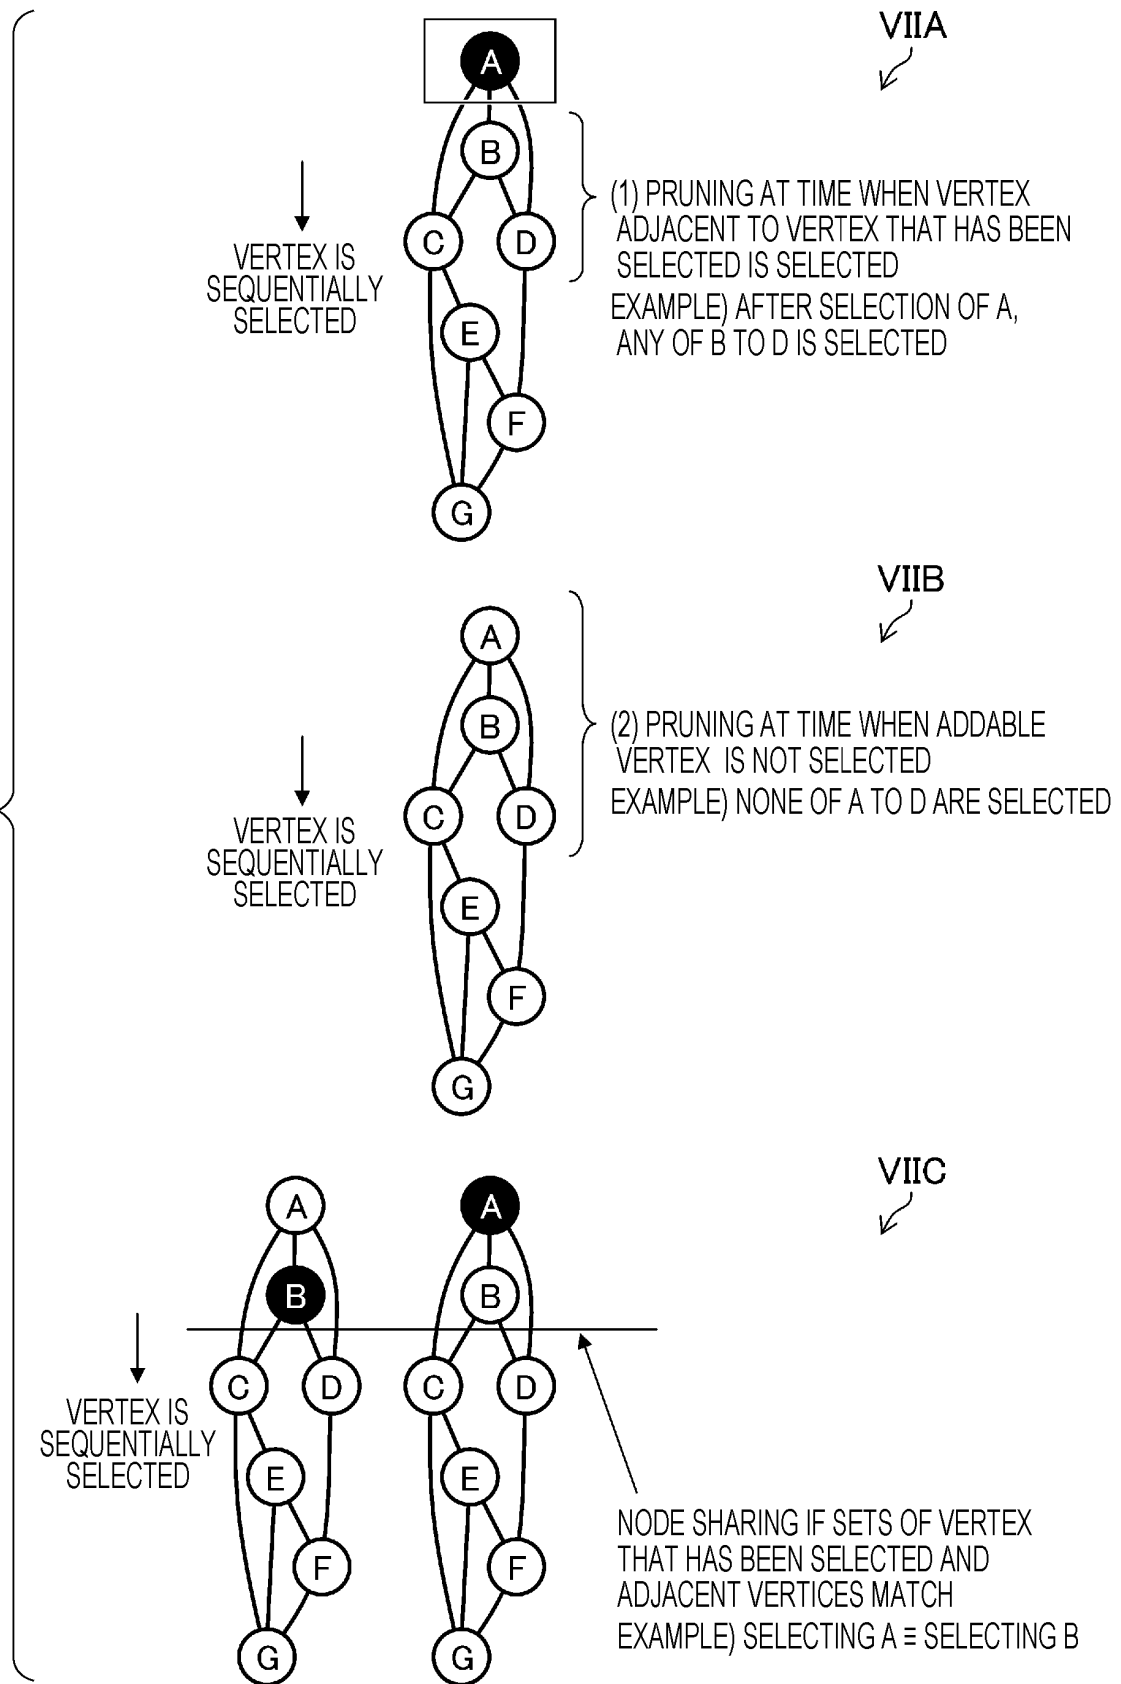 VIIA
A
B
C
D
E
F
G
VERTEX IS
SEQUENTIALLY
SELECTED
(1) PRUNING AT TIME WHEN VERTEX
ADJACENT TO VERTEX THAT HAS BEEN
SELECTED IS SELECTED
EXAMPLE) AFTER SELECTION OF A,
ANY OF B TO D IS SELECTED
VIIB
A
B
C
D
E
F
G
VERTEX IS
SEQUENTIALLY
SELECTED
(2) PRUNING AT TIME WHEN ADDABLE
VERTEX IS NOT SELECTED
EXAMPLE) NONE OF A TO D ARE SELECTED
VIIC
A
B
C
D
E
F
G
A
B
C
D
E
F
G
VERTEX IS
SEQUENTIALLY
SELECTED
NODE SHARING IF SETS OF VERTEX
THAT HAS BEEN SELECTED AND
ADJACENT VERTICES MATCH
EXAMPLE) SELECTING A ≡ SELECTING B